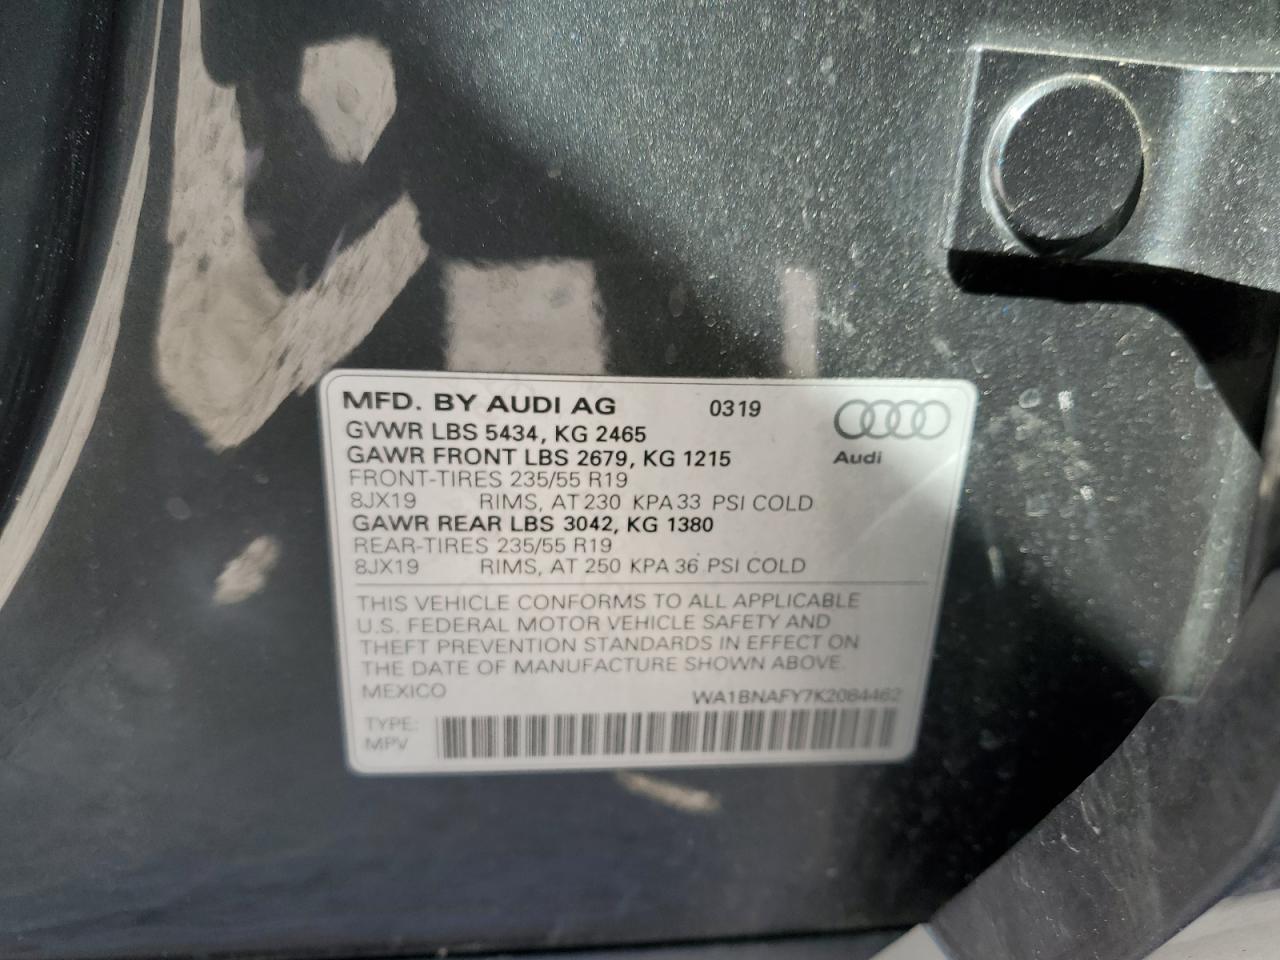 MFD. BY AUDI AG 0319
GVWR LBS 5434, KG 2465
GAWR FRONT LBS 2679, KG 1215
Audi
FRONT-TIRES 235/55 R19
8JX19 RIMS, AT 230 KPA 33 PSI COLD
GAWR REAR LBS 3042, KG 1380
REAR-TIRES 235/55 R19
8JX19 RIMS, AT 250 KPA 36 PSI COLD
THIS VEHICLE CONFORMS TO ALL APPLICABLE
U.S. FEDERAL MOTOR VEHICLE SAFETY AND
THEFT PREVENTION STANDARDS IN EFFECT ON
THE DATE OF MANUFACTURE SHOWN ABOVE.
MEXICO WA1BNAFY7K2084462
TYPE:
MPV